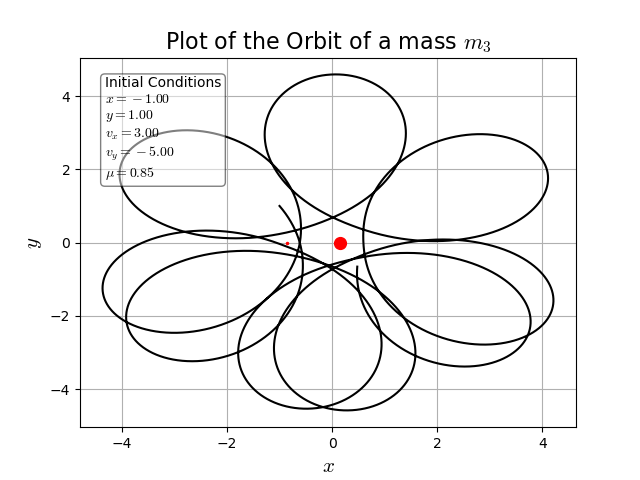 Plot of the Orbit of a mass m₃
Initial Conditions
x = −1.00
y = 1.00
vₓ = 3.00
v_y = −5.00
μ = 0.85
4
2
0
−2
−4
y
−4
−2
0
2
4
x